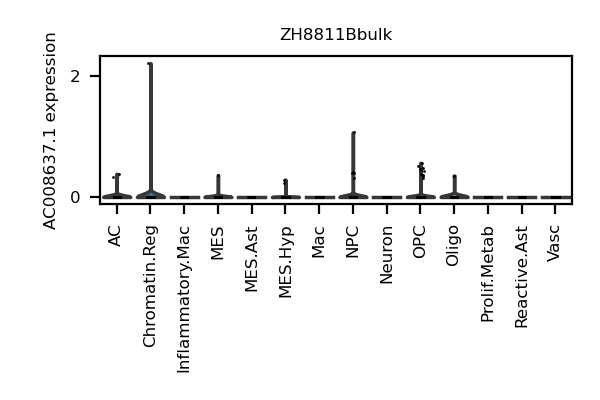 ZH8811Bbulk
AC008637.1 expression
2
0
AC
Chromatin.Reg
Inflammatory.Mac
MES
MES.Ast
MES.Hyp
Mac
NPC
Neuron
OPC
Oligo
Prolif.Metab
Reactive.Ast
Vasc